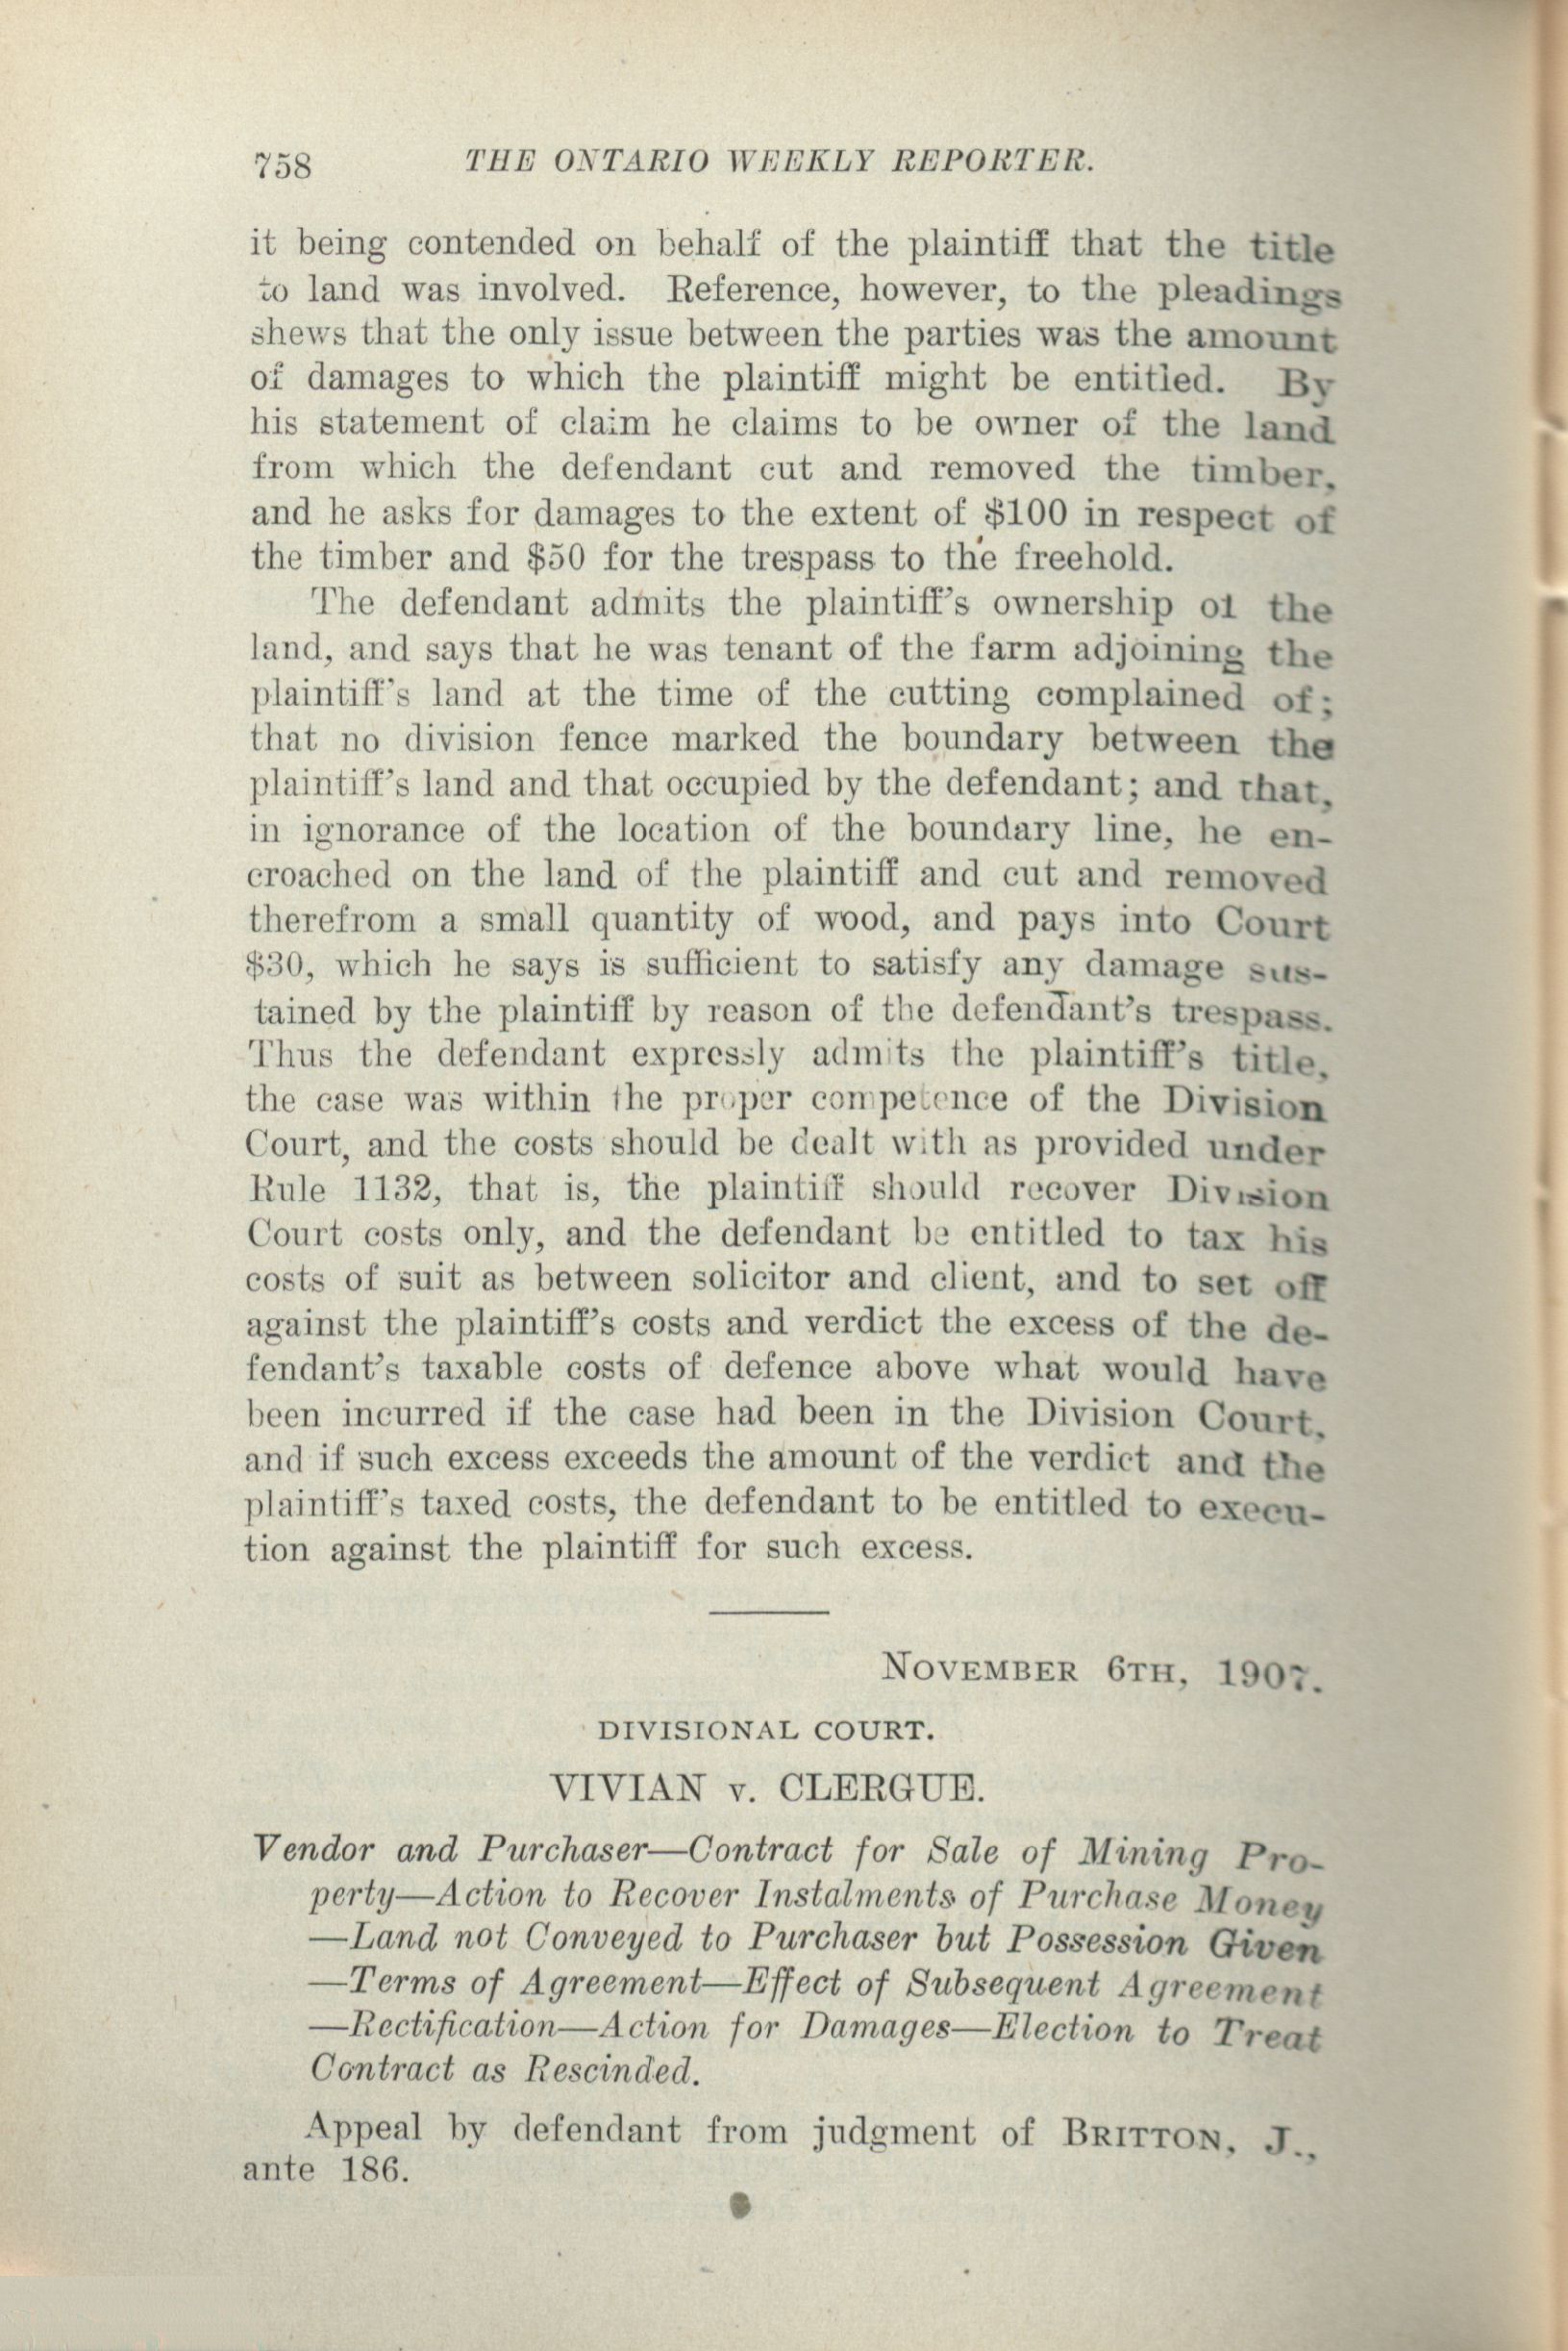 758 THE ONTARIO WEEKLY REPORTER.
it being contended on behalf of the plaintiff that the title
to land was involved. Reference, however, to the pleadings
shews that the only issue between the parties was the amount
of damages to which the plaintiff might be entitled. By
his statement of claim he claims to be owner of the land
from which the defendant cut and removed the timber,
and he asks for damages to the extent of $100 in respect of
the timber and $50 for the trespass to the freehold.
The defendant admits the plaintiff's ownership of the
land, and says that he was tenant of the farm adjoining the
plaintiff's land at the time of the cutting complained of;
that no division fence marked the boundary between the
plaintiff's land and that occupied by the defendant; and that,
in ignorance of the location of the boundary line, he en-
croached on the land of the plaintiff and cut and removed
therefrom a small quantity of wood, and pays into Court
$30, which he says is sufficient to satisfy any damage sus-
tained by the plaintiff by reason of the defendant's trespass.
Thus the defendant expressly admits the plaintiff's title,
the case was within the proper competence of the Division
Court, and the costs should be dealt with as provided under
Rule 1132, that is, the plaintiff should recover Division
Court costs only, and the defendant be entitled to tax his
costs of suit as between solicitor and client, and to set off
against the plaintiff's costs and verdict the excess of the de-
fendant's taxable costs of defence above what would have
been incurred if the case had been in the Division Court,
and if such excess exceeds the amount of the verdict and the
plaintiff's taxed costs, the defendant to be entitled to execu-
tion against the plaintiff for such excess.
NOVEMBER 6TH, 1907.
DIVISIONAL COURT.
VIVIAN v. CLERGUE.
Vendor and Purchaser—Contract for Sale of Mining Pro-
perty—Action to Recover Instalments of Purchase Money
—Land not Conveyed to Purchaser but Possession Given
—Terms of Agreement—Effect of Subsequent Agreement
—Rectification—Action for Damages—Election to Treat
Contract as Rescinded.
Appeal by defendant from judgment of BRITTON, J.,
ante 186.